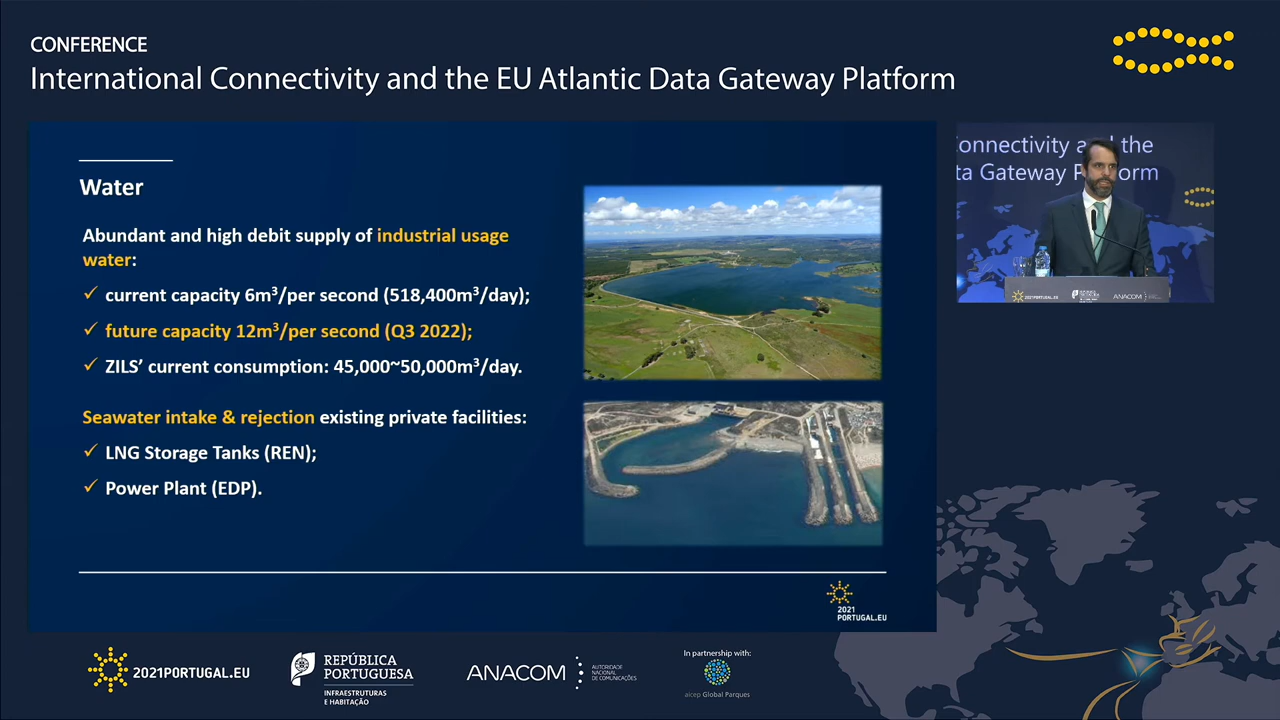 CONFERENCE
International Connectivity and the EU Atlantic Data Gateway Platform
Water
Abundant and high debit supply of industrial usage
water:
✓ current capacity 6m³/per second (518,400m³/day);
✓ future capacity 12m³/per second (Q3 2022);
✓ ZILS’ current consumption: 45,000~50,000m³/day.
Seawater intake & rejection existing private facilities:
✓ LNG Storage Tanks (REN);
✓ Power Plant (EDP).
2021
PORTUGAL.EU
onnectivity and the
ta Gateway Platform
2021PORTUGAL.EU
ANACOM
2021PORTUGAL.EU
REPÚBLICA
PORTUGUESA
INFRAESTRUTURAS
E HABITAÇÃO
ANACOM
AUTORIDADE
NACIONAL
DE COMUNICAÇÕES
In partnership with:
aicep Global Parques